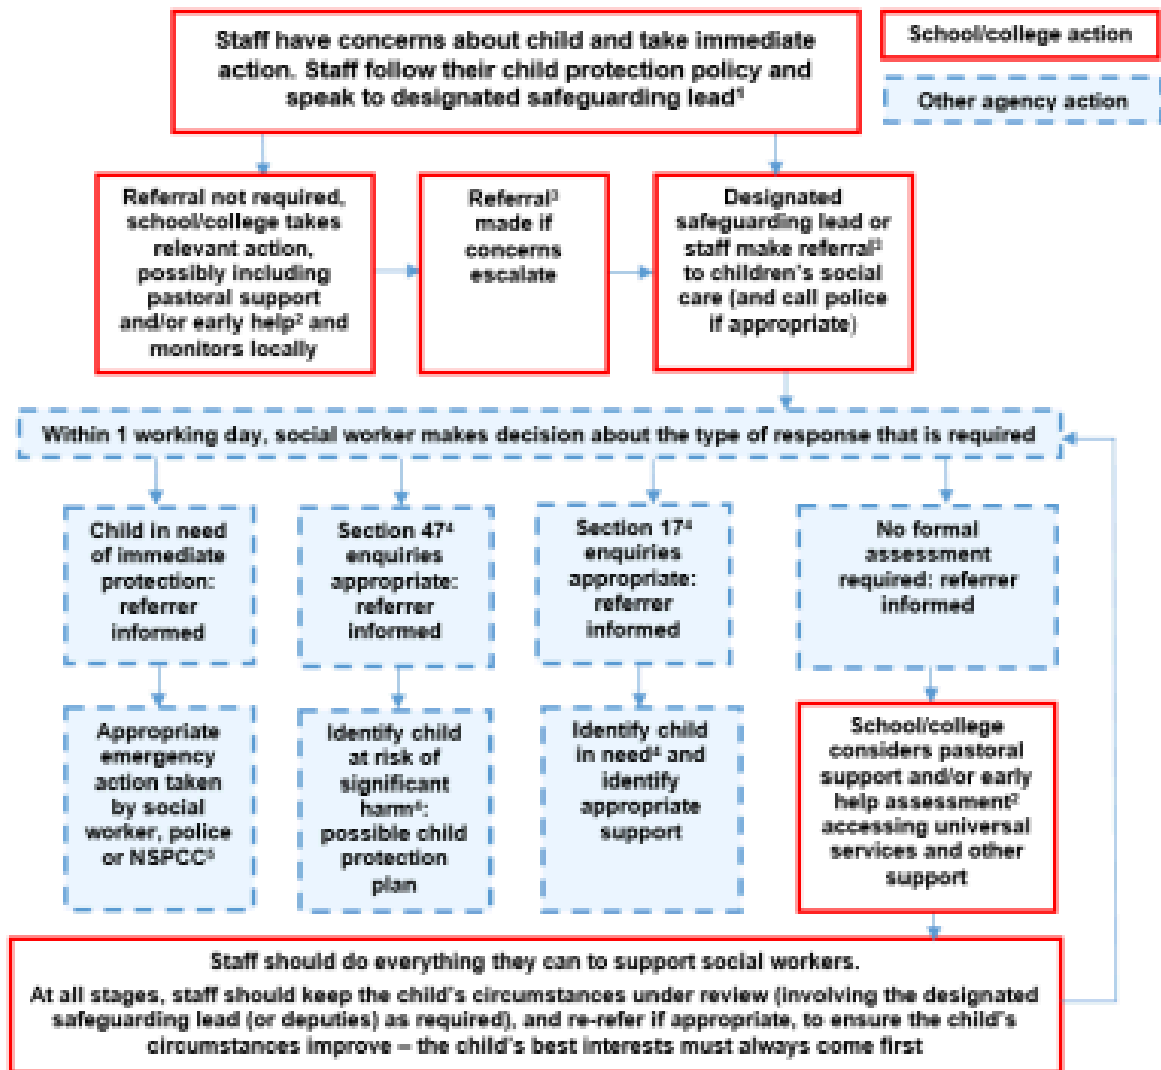 Staff have concerns about child and take immediate
action. Staff follow their child protection policy and
speak to designated safeguarding lead¹
School/college action
Other agency action
Referral not required,
school/college takes
relevant action,
possibly including
pastoral support
and/or early help² and
monitors locally
Referral³
made if
concerns
escalate
Designated
safeguarding lead or
staff make referral³
to children's social
care (and call police
if appropriate)
Within 1 working day, social worker makes decision about the type of response that is required
Child in need
of immediate
protection:
referrer
informed
Section 47⁴
enquiries
appropriate:
referrer
informed
Section 17⁴
enquiries
appropriate:
referrer
informed
No formal
assessment
required: referrer
informed
Appropriate
emergency
action taken
by social
worker, police
or NSPCC⁵
Identify child
at risk of
significant
harm⁴:
possible child
protection
plan
Identify child
in need⁴ and
identify
appropriate
support
School/college
considers pastoral
support and/or early
help assessment²
accessing universal
services and other
support
Staff should do everything they can to support social workers.
At all stages, staff should keep the child's circumstances under review (involving the designated
safeguarding lead (or deputies) as required), and re-refer if appropriate, to ensure the child's
circumstances improve – the child's best interests must always come first